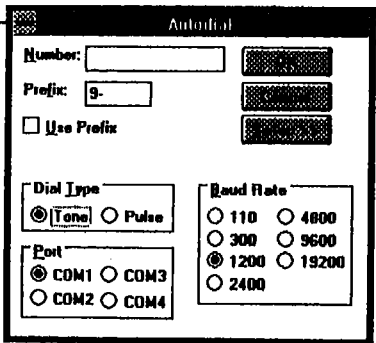 Autodial
Number:
Prefix: 9-
Use Prefix
Dial Type
Tone Pulse
Port
COM1 COM3
COM2 COM4
Baud Rate
110 4800
300 9600
1200 19200
2400